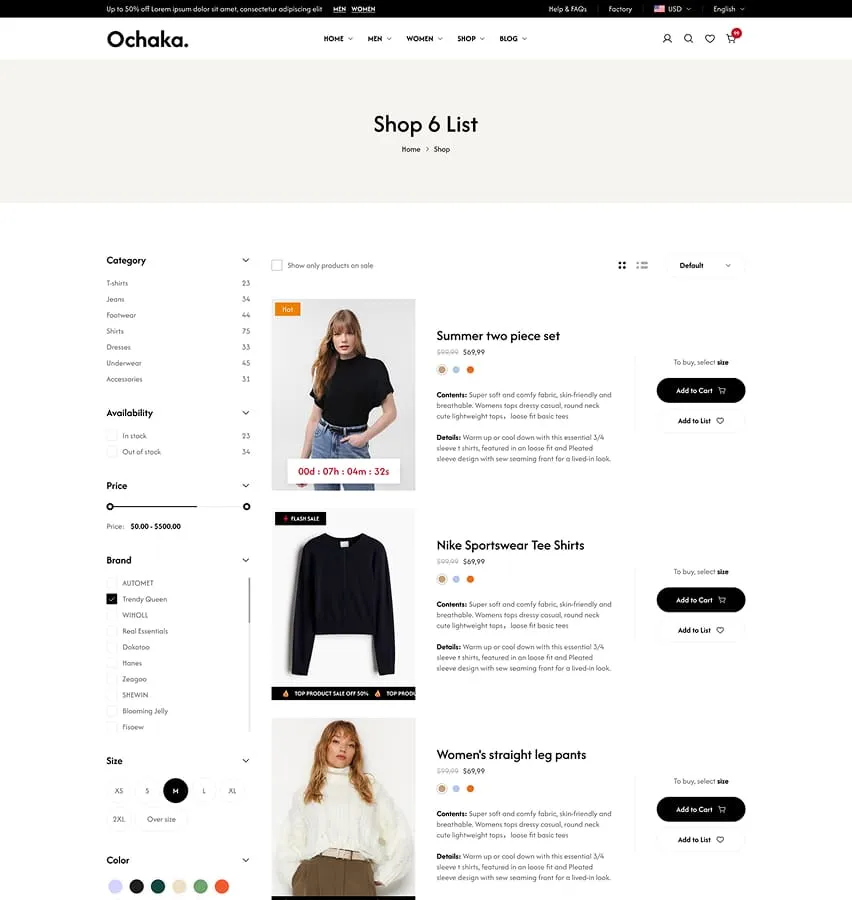 Up to 50% off Lorem ipsum dolor sit amet, consectetur adipiscing elit MEN WOMEN
Help & FAQs Factory USD English
Ochaka.
HOME MEN WOMEN SHOP BLOG
99
Shop 6 List
Home > Shop
Category
T-shirts 23
Jeans 34
Footwear 44
Shirts 75
Dresses 33
Underwear 45
Accessories 31
Availability
In stock 23
Out of stock 34
Price
Price: $0.00 - $500.00
Brand
AUTOMET
Trendy Queen
WIHOLL
Real Essentials
Dokotoo
Hanes
Zeagoo
SHEWIN
Blooming Jelly
Fisoew
Size
XS S M L XL
2XL Over size
Color
Show only products on sale
Default
Hot
00d : 07h : 04m : 32s
Summer two piece set
$99,99 $69,99
Contents: Super soft and comfy fabric, skin-friendly and
breathable. Womens tops dressy casual, round neck
cute lightweight tops， loose fit basic tees
Details: Warm up or cool down with this essential 3/4
sleeve t shirts, featured in an loose fit and Pleated
sleeve design with sew seaming front for a lived-in look.
To buy, select size
Add to Cart
Add to List
FLASH SALE
TOP PRODUCT SALE OFF 50% TOP PRODU
Nike Sportswear Tee Shirts
$99,99 $69,99
Contents: Super soft and comfy fabric, skin-friendly and
breathable. Womens tops dressy casual, round neck
cute lightweight tops， loose fit basic tees
Details: Warm up or cool down with this essential 3/4
sleeve t shirts, featured in an loose fit and Pleated
sleeve design with sew seaming front for a lived-in look.
To buy, select size
Add to Cart
Add to List
Women's straight leg pants
$99,99 $69,99
Contents: Super soft and comfy fabric, skin-friendly and
breathable. Womens tops dressy casual, round neck
cute lightweight tops， loose fit basic tees
Details: Warm up or cool down with this essential 3/4
sleeve t shirts, featured in an loose fit and Pleated
sleeve design with sew seaming front for a lived-in look.
To buy, select size
Add to Cart
Add to List